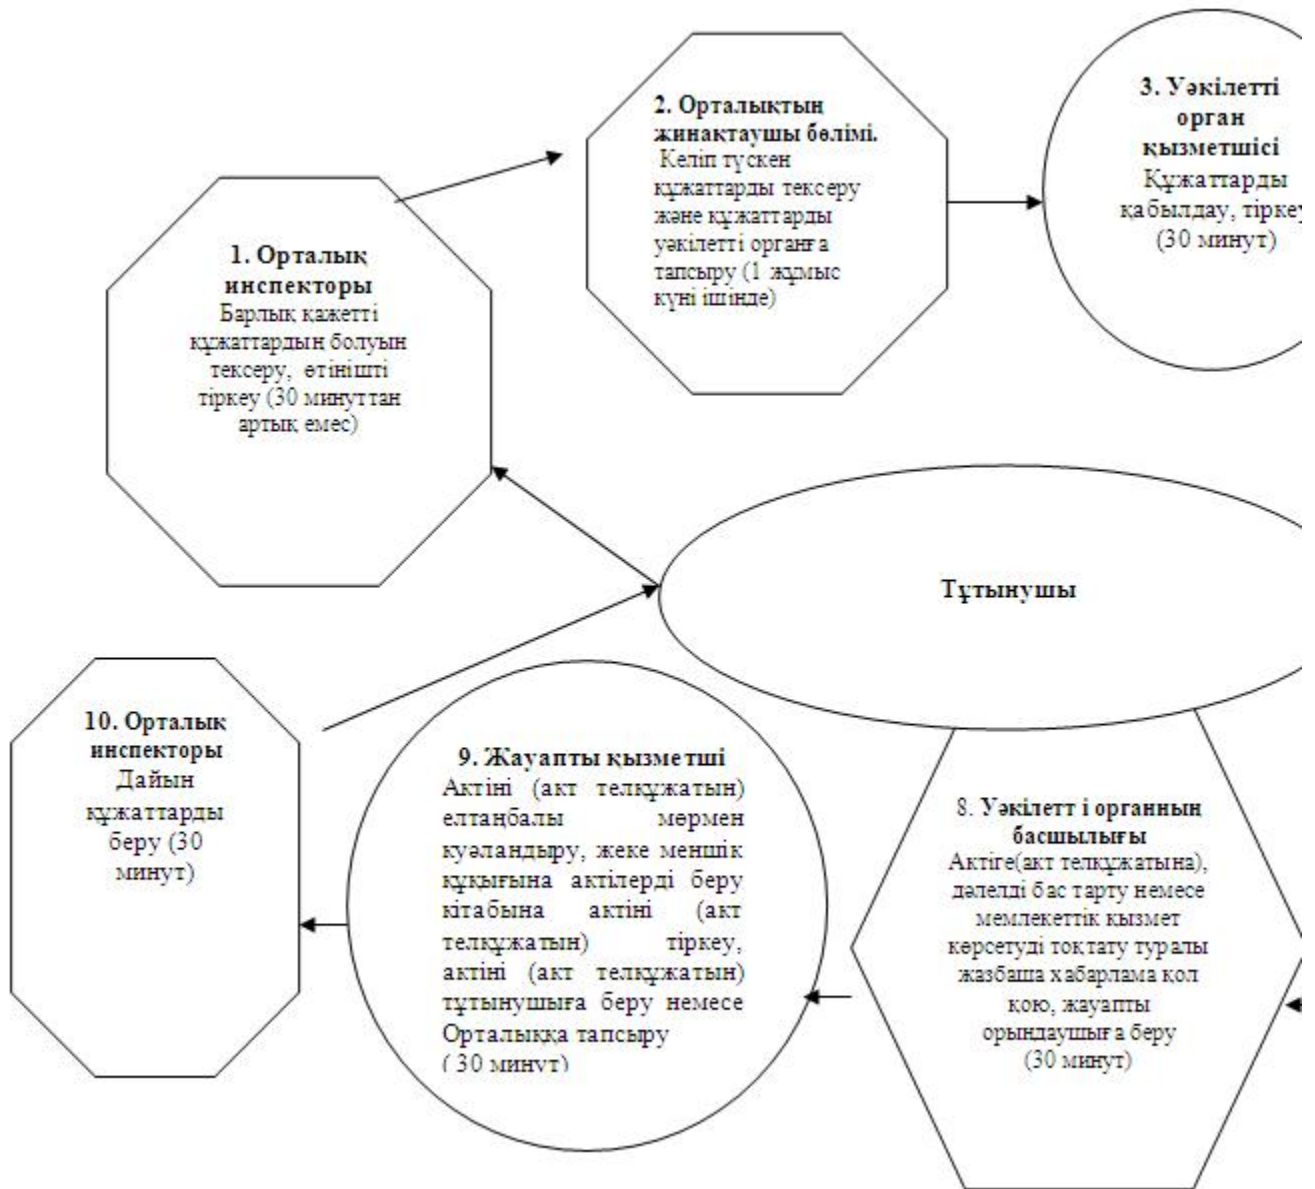 1. Орталық
инспекторы
Барлық қажетті
құжаттардың болуын
тексеру, өтінішті
тіркеу (30 минуттан
артық емес)
2. Орталықтың
жинақтаушы бөлімі.
Келіп түскен
құжаттарды тексеру
және құжаттарды
уәкілетті органға
тапсыру (1 жұмыс
күні ішінде)
3. Уәкілетті
орган
қызметшісі
Құжаттарды
қабылдау, тіркеу
(30 минут)
Тұтынушы
8. Уәкілетт і органның
басшылығы
Актіге(акт телқұжатына),
дәлелді бас тарту немесе
мемлекеттік қызмет
көрсетуді тоқтату туралы
жазбаша хабарлама қол
қою, жауапты
орындаушыға беру
(30 минут)
9. Жауапты қызметші
Актіні (акт телқұжатын)
елтаңбалы мөрмен
куәландыру, жеке меншік
құқығына актілерді беру
кітабына актіні (акт
телқұжатын) тіркеу,
актіні (акт телқұжатын)
тұтынушыға беру немесе
Орталыққа тапсыру
( 30 минут)
10. Орталық
инспекторы
Дайын
құжаттарды
беру (30
минут)